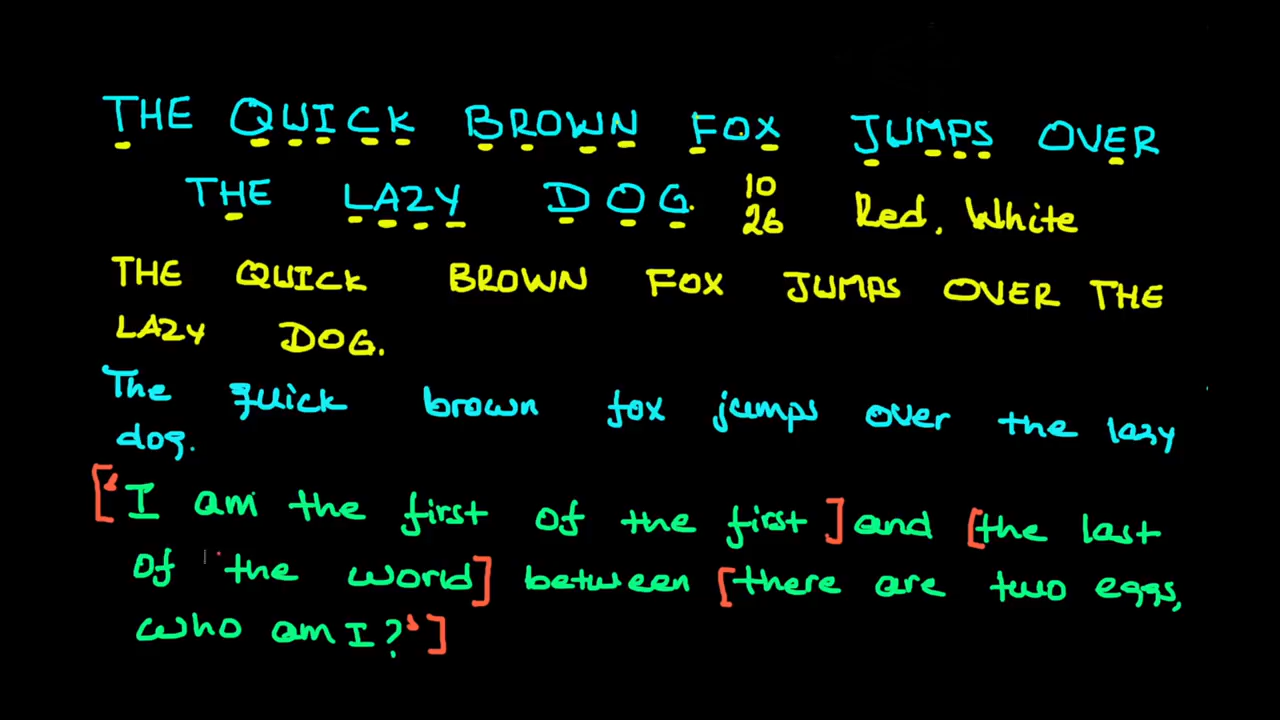 THE QUICK BROWN FOX JUMPS OVER
THE LAZY DOG. 10 26 Red, White
THE QUICK BROWN FOX JUMPS OVER THE
LAZY DOG.
The quick brown fox jumps over the lazy
dog.
['I am the first of the first] and [the last
of the world] between [there are two eggs,
who am I?']